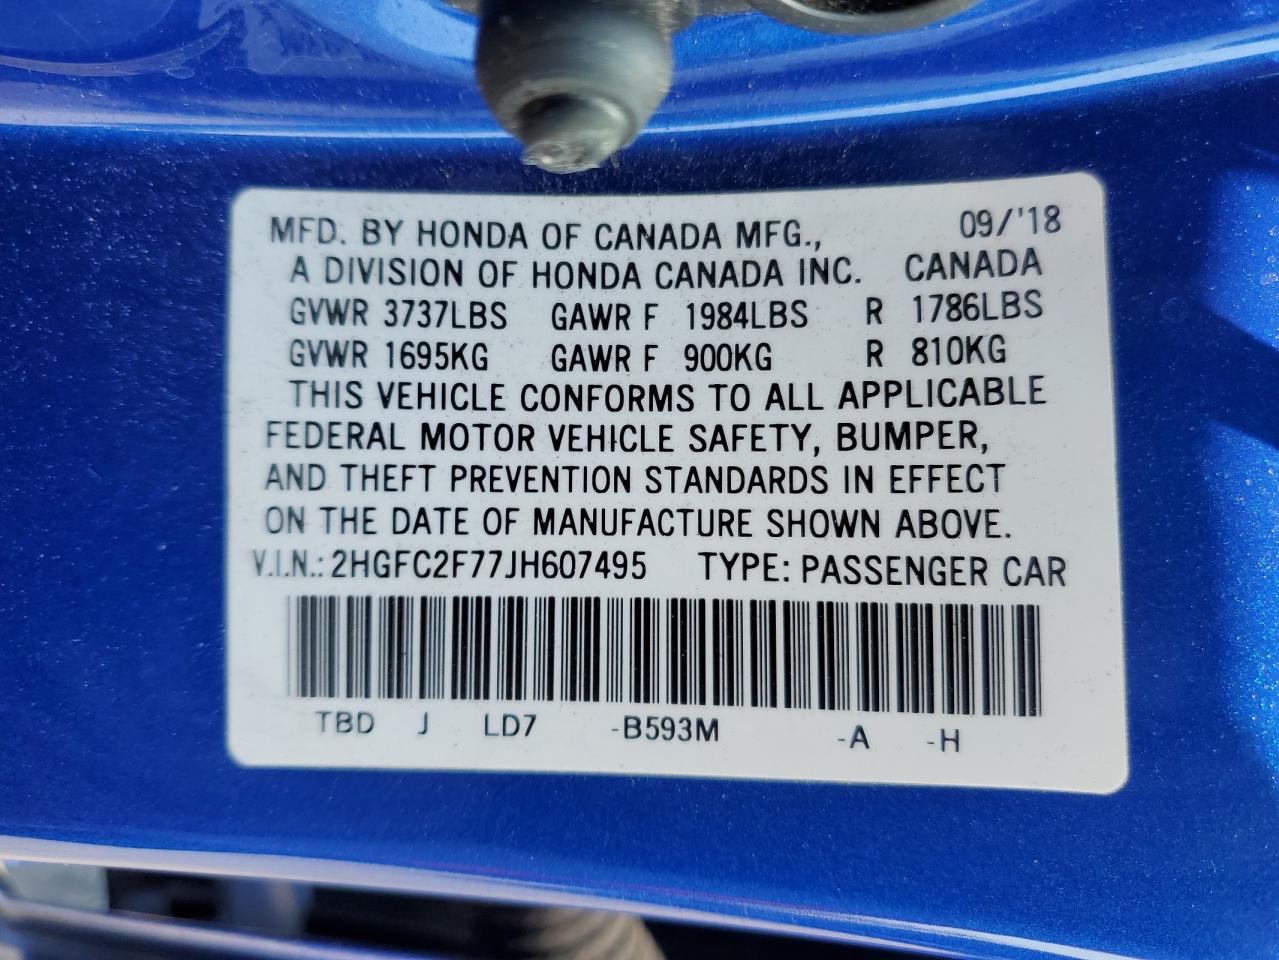 MFD. BY HONDA OF CANADA MFG., 09/'18
A DIVISION OF HONDA CANADA INC. CANADA
GVWR 3737LBS GAWR F 1984LBS R 1786LBS
GVWR 1695KG GAWR F 900KG R 810KG
THIS VEHICLE CONFORMS TO ALL APPLICABLE
FEDERAL MOTOR VEHICLE SAFETY, BUMPER,
AND THEFT PREVENTION STANDARDS IN EFFECT
ON THE DATE OF MANUFACTURE SHOWN ABOVE.
V.I.N.: 2HGFC2F77JH607495 TYPE: PASSENGER CAR
TBD J LD7 -B593M -A -H